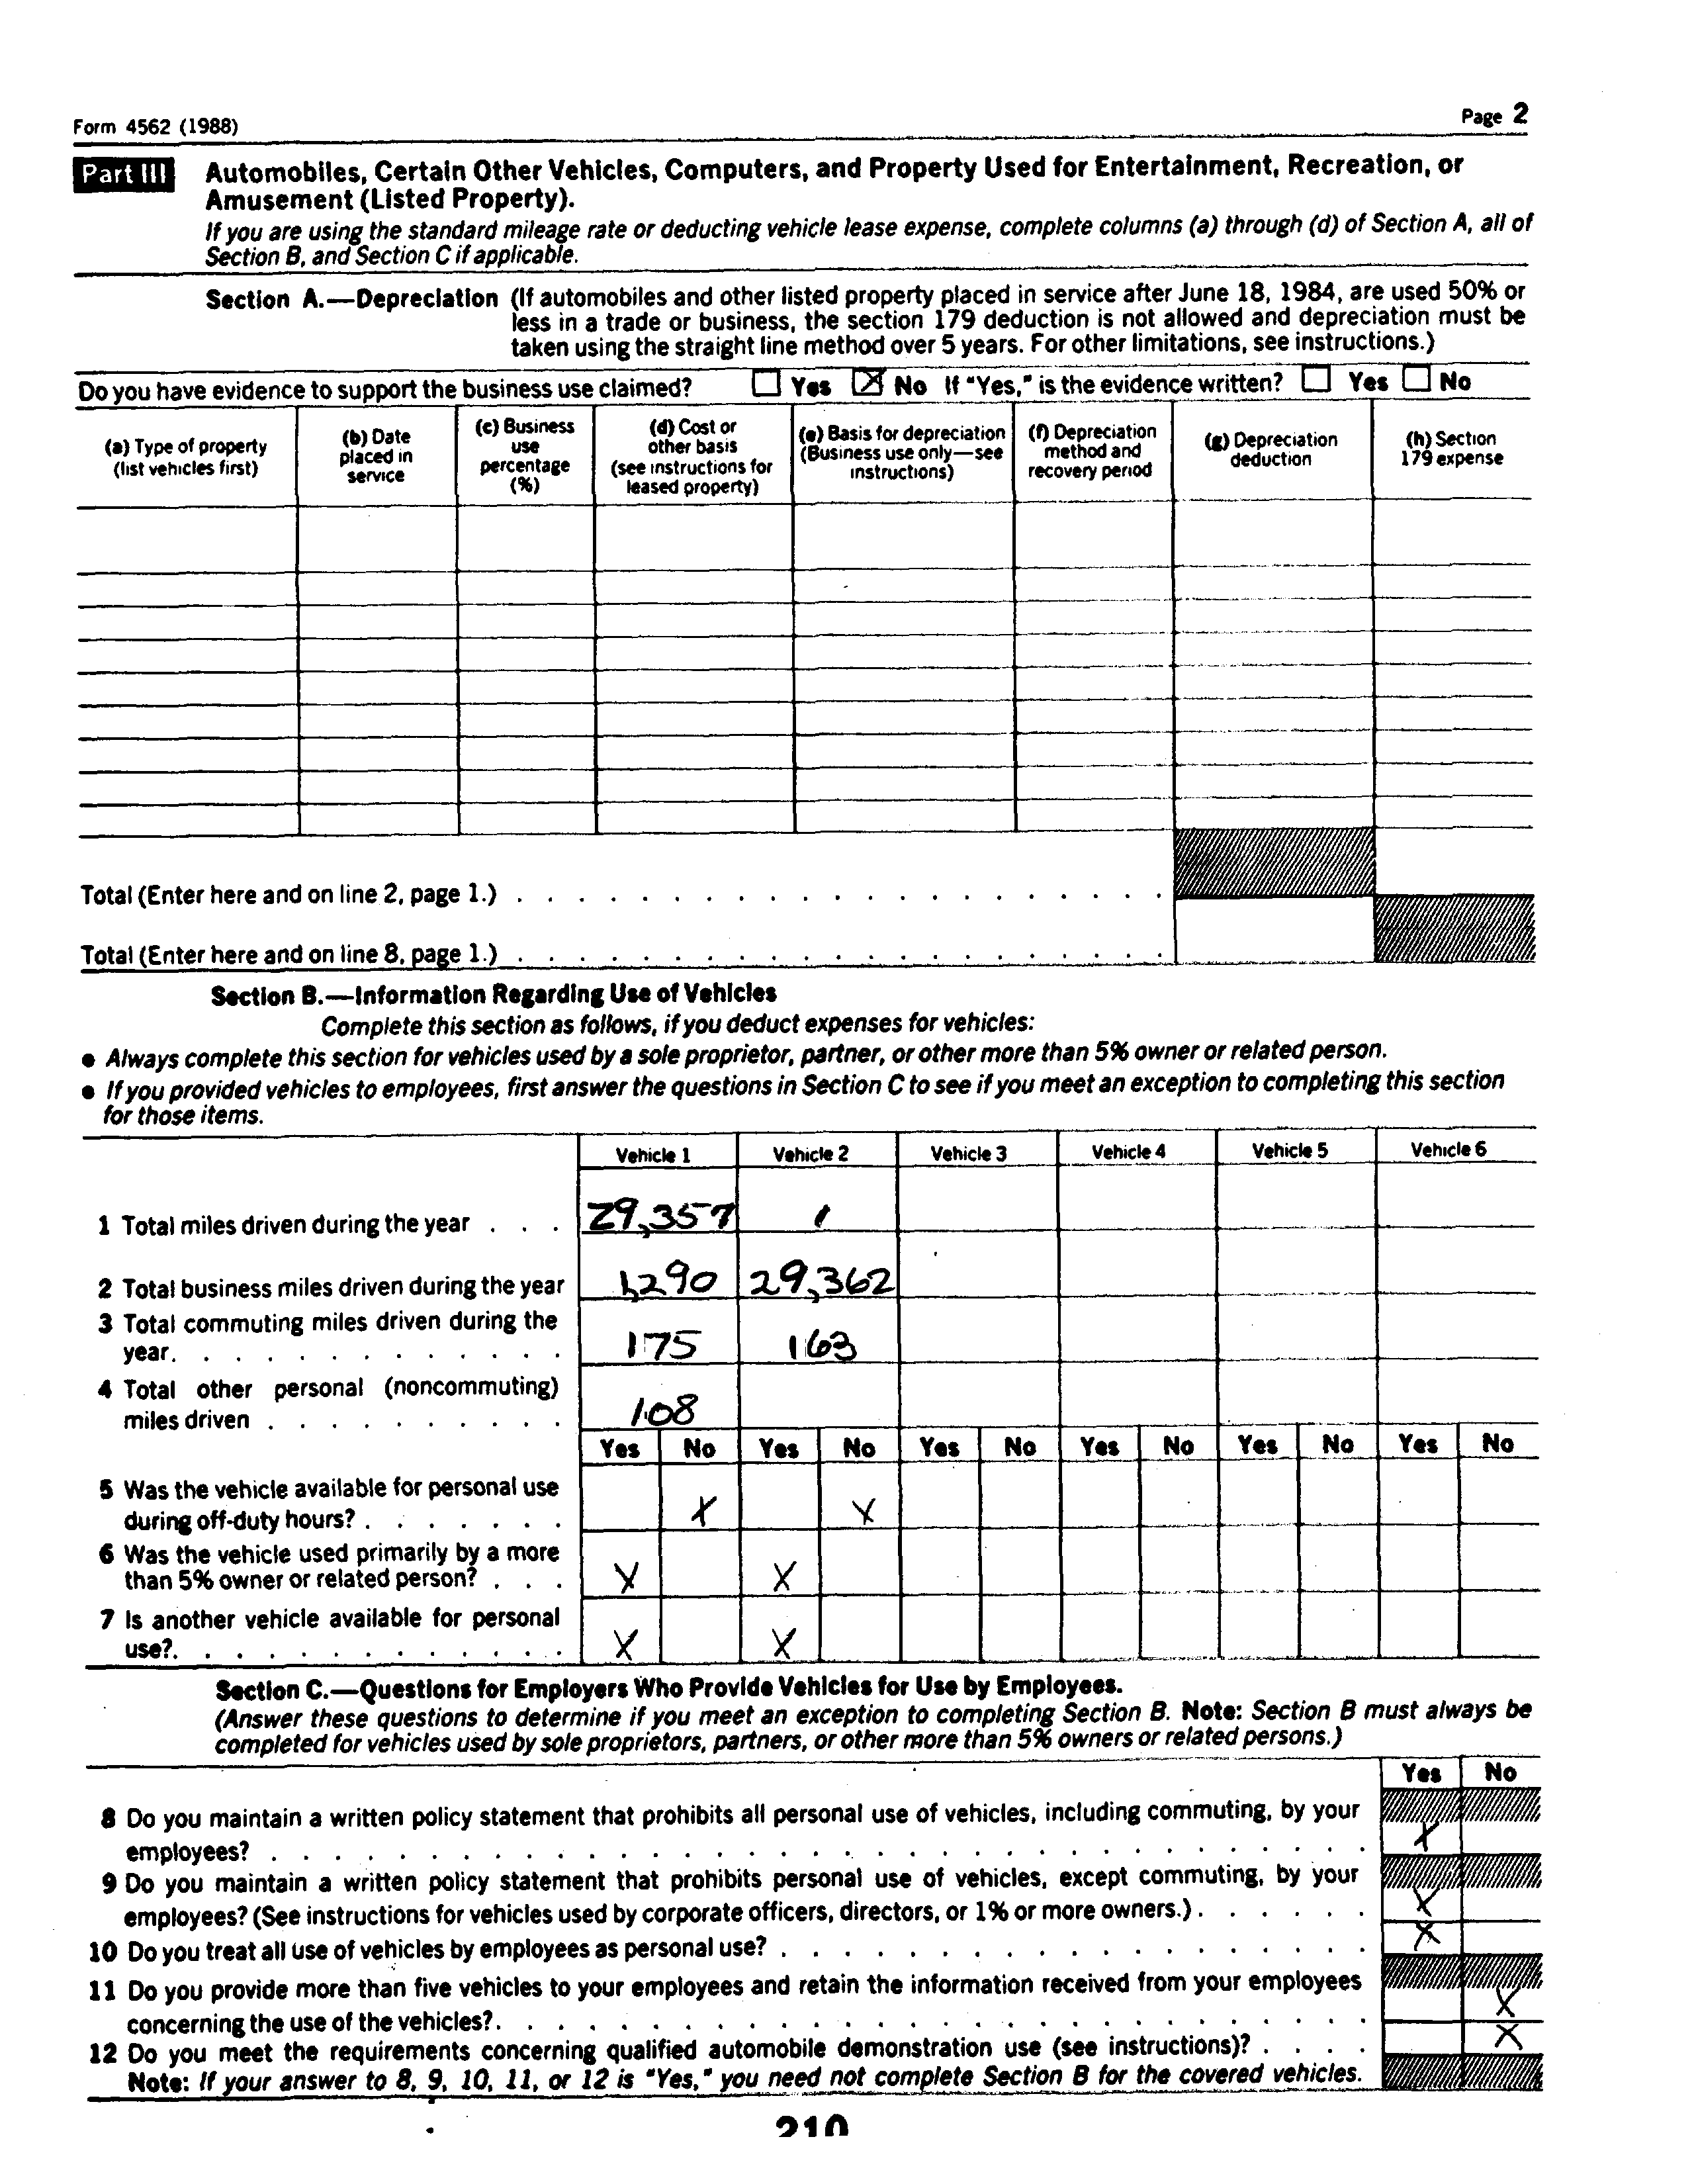 Form 4562 (1988)
Page 2
Part III Automobiles, Certain Other Vehicles, Computers, and Property Used for Entertainment, Recreation, or
Amusement (Listed Property).
If you are using the standard mileage rate or deducting vehicle lease expense, complete columns (a) through (d) of Section A, all of
Section B, and Section C if applicable.
Section A.—Depreciation (If automobiles and other listed property placed in service after June 18, 1984, are used 50% or
less in a trade or business, the section 179 deduction is not allowed and depreciation must be
taken using the straight line method over 5 years. For other limitations, see instructions.)
Do you have evidence to support the business use claimed? ☐ Yes ☒ No If "Yes," is the evidence written? ☐ Yes ☐ No
(a) Type of property
(list vehicles first)
(b) Date
placed in
service
(c) Business
use
percentage
(%)
(d) Cost or
other basis
(see instructions for
leased property)
(e) Basis for depreciation
(Business use only—see
instructions)
(f) Depreciation
method and
recovery period
(g) Depreciation
deduction
(h) Section
179 expense
Total (Enter here and on line 2, page 1.) . . . . . . . . . . . . . . . . . . . . .
Total (Enter here and on line 8, page 1.) . . . . . . . . . . . . . . . . . . . . .
Section B.—Information Regarding Use of Vehicles
Complete this section as follows, if you deduct expenses for vehicles:
● Always complete this section for vehicles used by a sole proprietor, partner, or other more than 5% owner or related person.
● If you provided vehicles to employees, first answer the questions in Section C to see if you meet an exception to completing this section
for those items.
Vehicle 1 Vehicle 2 Vehicle 3 Vehicle 4 Vehicle 5 Vehicle 6
1 Total miles driven during the year . . . 29,357 1
2 Total business miles driven during the year 1,290 29,362
3 Total commuting miles driven during the
year. . . . . . . . . . . . . 175 163
4 Total other personal (noncommuting)
miles driven . . . . . . . . . . 108
Yes No Yes No Yes No Yes No Yes No Yes No
5 Was the vehicle available for personal use
during off-duty hours? . . . . . . . X X
6 Was the vehicle used primarily by a more
than 5% owner or related person? . . . X X
7 Is another vehicle available for personal
use?. . . . . . . . . . . . . X X
Section C.—Questions for Employers Who Provide Vehicles for Use by Employees.
(Answer these questions to determine if you meet an exception to completing Section B. Note: Section B must always be
completed for vehicles used by sole proprietors, partners, or other more than 5% owners or related persons.)
Yes No
8 Do you maintain a written policy statement that prohibits all personal use of vehicles, including commuting, by your
employees? . . . . . . . . . . . . . . . . . . . . . . . . . . . . X
9 Do you maintain a written policy statement that prohibits personal use of vehicles, except commuting, by your
employees? (See instructions for vehicles used by corporate officers, directors, or 1% or more owners.) . . . . . . X
10 Do you treat all use of vehicles by employees as personal use? . . . . . . . . . . . . . . . . . X
11 Do you provide more than five vehicles to your employees and retain the information received from your employees
concerning the use of the vehicles?. . . . . . . . . . . . . . . . . . . . . . . . X
12 Do you meet the requirements concerning qualified automobile demonstration use (see instructions)? . . . . X
Note: If your answer to 8, 9, 10, 11, or 12 is "Yes," you need not complete Section B for the covered vehicles.
210